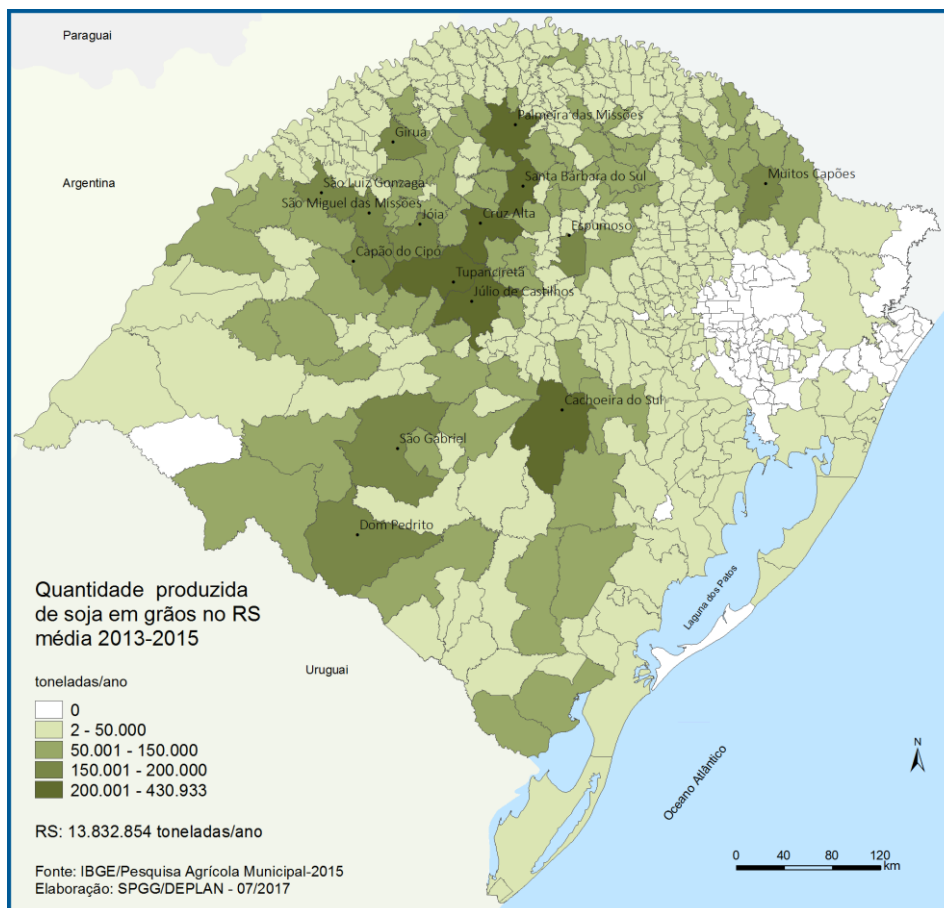 Paraguai
Palmeira das Missões
Giruá
Argentina
Santa Bárbara do Sul
Muitos Capões
São Luiz Gonzaga
São Miguel das Missões
Jóia
Cruz Alta
Espumoso
Capão do Cipó
Tupanciretã
Júlio de Castilhos
Cachoeira do Sul
São Gabriel
Dom Pedrito
Laguna dos Patos
Uruguai
Oceano Atlântico
N
Quantidade produzida
de soja em grãos no RS
média 2013-2015
toneladas/ano
0
2 - 50.000
50.001 - 150.000
150.001 - 200.000
200.001 - 430.933
RS: 13.832.854 toneladas/ano
Fonte: IBGE/Pesquisa Agrícola Municipal-2015
Elaboração: SPGG/DEPLAN - 07/2017
0 40 80 120
km